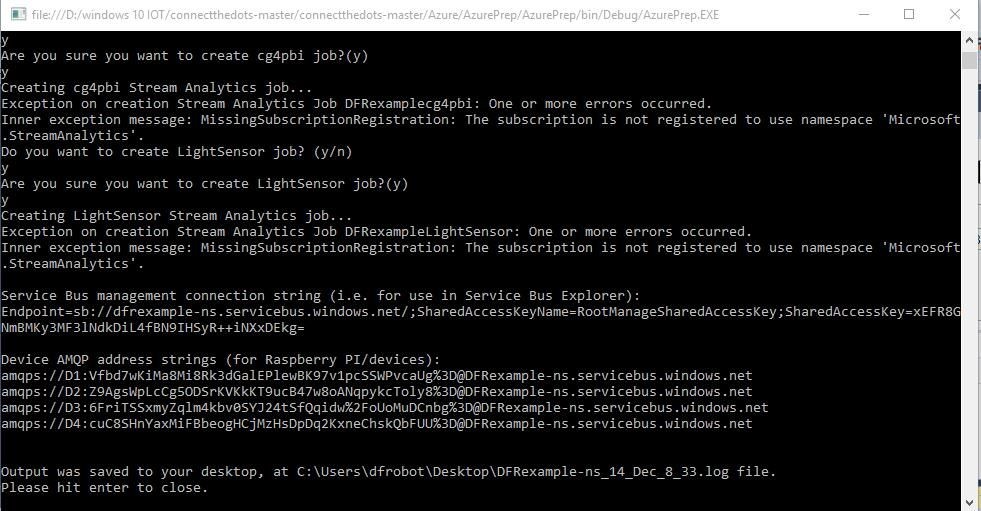 file:///D:/windows 10 IOT/connectthedots-master/connectthedots-master/Azure/AzurePrep/AzurePrep/bin/Debug/AzurePrep.EXE
y
Are you sure you want to create cg4pbi job?(y)
y
Creating cg4pbi Stream Analytics job...
Exception on creation Stream Analytics Job DFRexamplecg4pbi: One or more errors occurred.
Inner exception message: MissingSubscriptionRegistration: The subscription is not registered to use namespace 'Microsoft
.StreamAnalytics'.
Do you want to create LightSensor job? (y/n)
y
Are you sure you want to create LightSensor job?(y)
y
Creating LightSensor Stream Analytics job...
Exception on creation Stream Analytics Job DFRexampleLightSensor: One or more errors occurred.
Inner exception message: MissingSubscriptionRegistration: The subscription is not registered to use namespace 'Microsoft
.StreamAnalytics'.
Service Bus management connection string (i.e. for use in Service Bus Explorer):
Endpoint=sb://dfrexample-ns.servicebus.windows.net/;SharedAccessKeyName=RootManageSharedAccessKey;SharedAccessKey=xEFR8G
NmBMKy3MF3lNdkDiL4fBN9IHSyR++iNXxDEkg=
Device AMQP address strings (for Raspberry PI/devices):
amqps://D1:Vfbd7wKiMa8Mi8Rk3dGalEPlewBK97v1pcSSWPvcaUg%3D@DFRexample-ns.servicebus.windows.net
amqps://D2:Z9AgsWpLcCg5ODSrKVKkKT9ucB47w8oANqpykcToly8%3D@DFRexample-ns.servicebus.windows.net
amqps://D3:6FriTSSxmyZqlm4kbv0SYJ24tSfQqidw%2FoUoMuDCnbg%3D@DFRexample-ns.servicebus.windows.net
amqps://D4:cuC8SHnYaxMiFBbeogHCjMzHsDpDq2KxneChskQbFUU%3D@DFRexample-ns.servicebus.windows.net
Output was saved to your desktop, at C:\Users\dfrobot\Desktop\DFRexample-ns_14_Dec_8_33.log file.
Please hit enter to close.